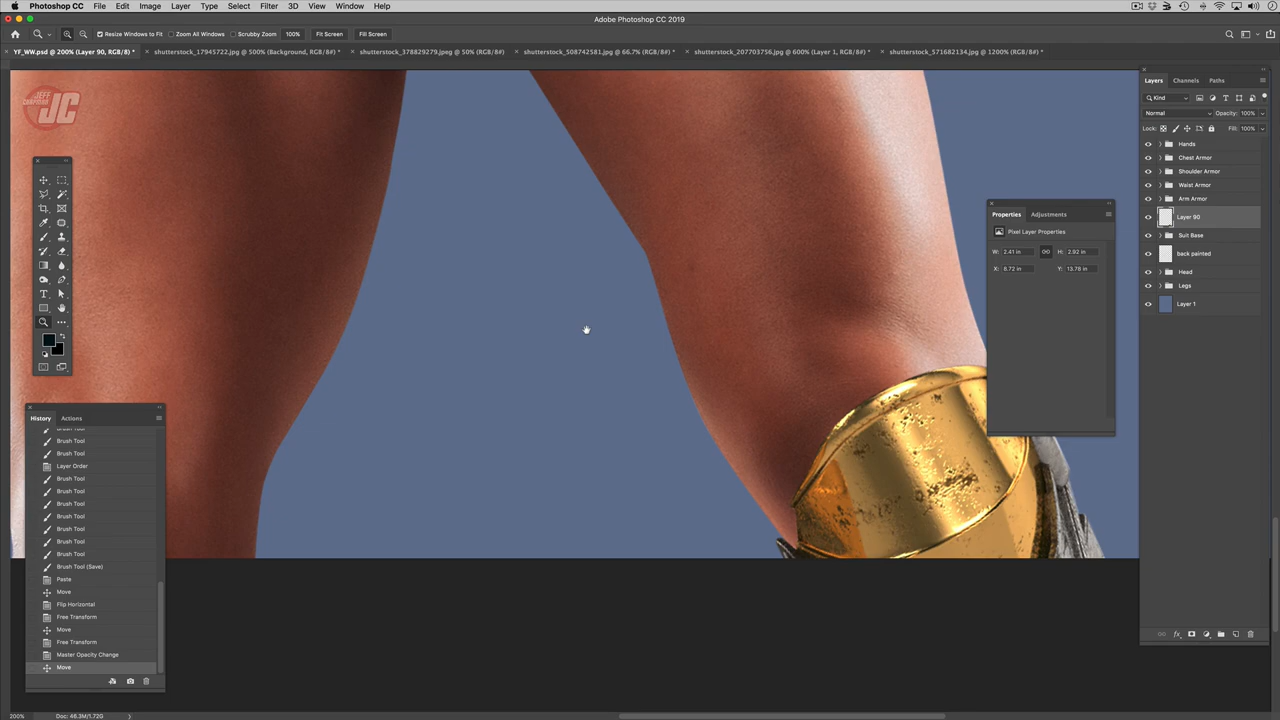 Photoshop CC File Edit Image Layer Type Select Filter 3D View Window Help
Adobe Photoshop CC 2019
Resize Windows to Fit Zoom All Windows Scrubby Zoom 100% Fit Screen Fill Screen
YF_WW.psd @ 200% (Layer 90, RGB/8) * shutterstock_17945722.jpg @ 500% (Background, RGB/8) * shutterstock_378829279.jpeg @ 50% (RGB/8) shutterstock_508742581.jpg @ 66.7% (RGB/8) * shutterstock_207703756.jpg @ 600% (Layer 1, RGB/8) * shutterstock_571682134.jpg @ 1200% (RGB/8) *
JEFF
CHAPMAN
JC
Layers Channels Paths
Kind
Normal Opacity: 100%
Lock: Fill: 100%
Hands
Chest Armor
Shoulder Armor
Waist Armor
Arm Armor
Layer 90
Suit Base
back painted
Head
Legs
Layer 1
Properties Adjustments
Pixel Layer Properties
W: 2.41 in H: 2.92 in
X: 8.72 in Y: 13.78 in
History Actions
Brush Tool
Brush Tool
Brush Tool
Layer Order
Brush Tool
Brush Tool
Brush Tool
Brush Tool
Brush Tool
Brush Tool
Brush Tool
Brush Tool (Save)
Paste
Move
Flip Horizontal
Free Transform
Move
Free Transform
Master Opacity Change
Move
200% Doc: 46.3M/1.72G